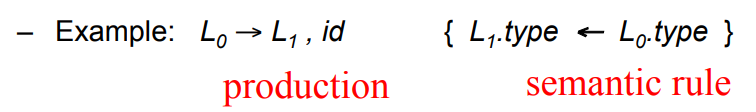 – Example: L₀ → L₁ , id { L₁.type ← L₀.type }
production semantic rule